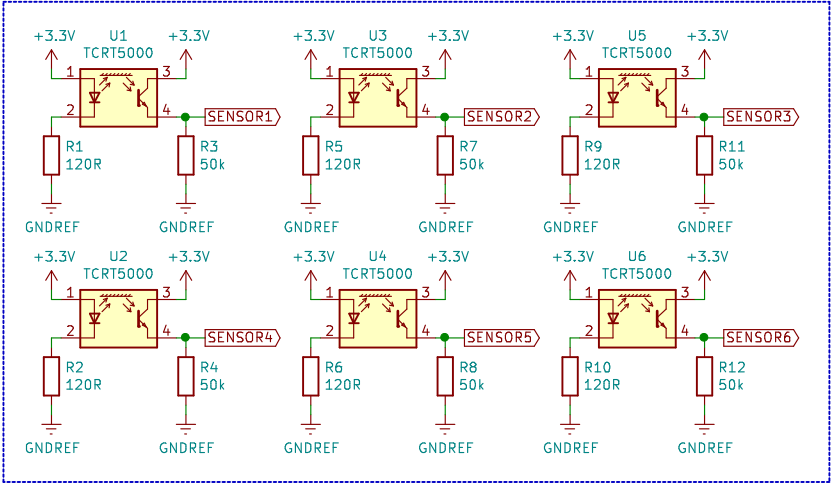 +3.3V U1 +3.3V
TCRT5000
1 3
2 4 SENSOR1
R1 R3
120R 50k
GNDREF GNDREF
+3.3V U3 +3.3V
TCRT5000
1 3
2 4 SENSOR2
R5 R7
120R 50k
GNDREF GNDREF
+3.3V U5 +3.3V
TCRT5000
1 3
2 4 SENSOR3
R9 R11
120R 50k
GNDREF GNDREF
+3.3V U2 +3.3V
TCRT5000
1 3
2 4 SENSOR4
R2 R4
120R 50k
GNDREF GNDREF
+3.3V U4 +3.3V
TCRT5000
1 3
2 4 SENSOR5
R6 R8
120R 50k
GNDREF GNDREF
+3.3V U6 +3.3V
TCRT5000
1 3
2 4 SENSOR6
R10 R12
120R 50k
GNDREF GNDREF